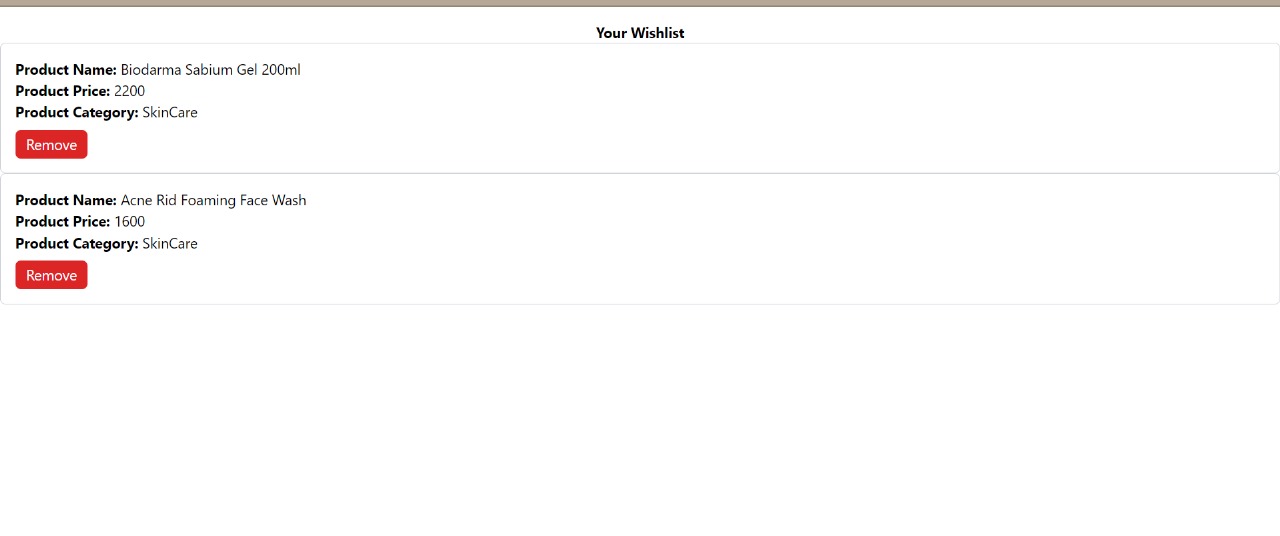 Your Wishlist
Product Name: Biodarma Sabium Gel 200ml
Product Price: 2200
Product Category: SkinCare
Remove
Product Name: Acne Rid Foaming Face Wash
Product Price: 1600
Product Category: SkinCare
Remove